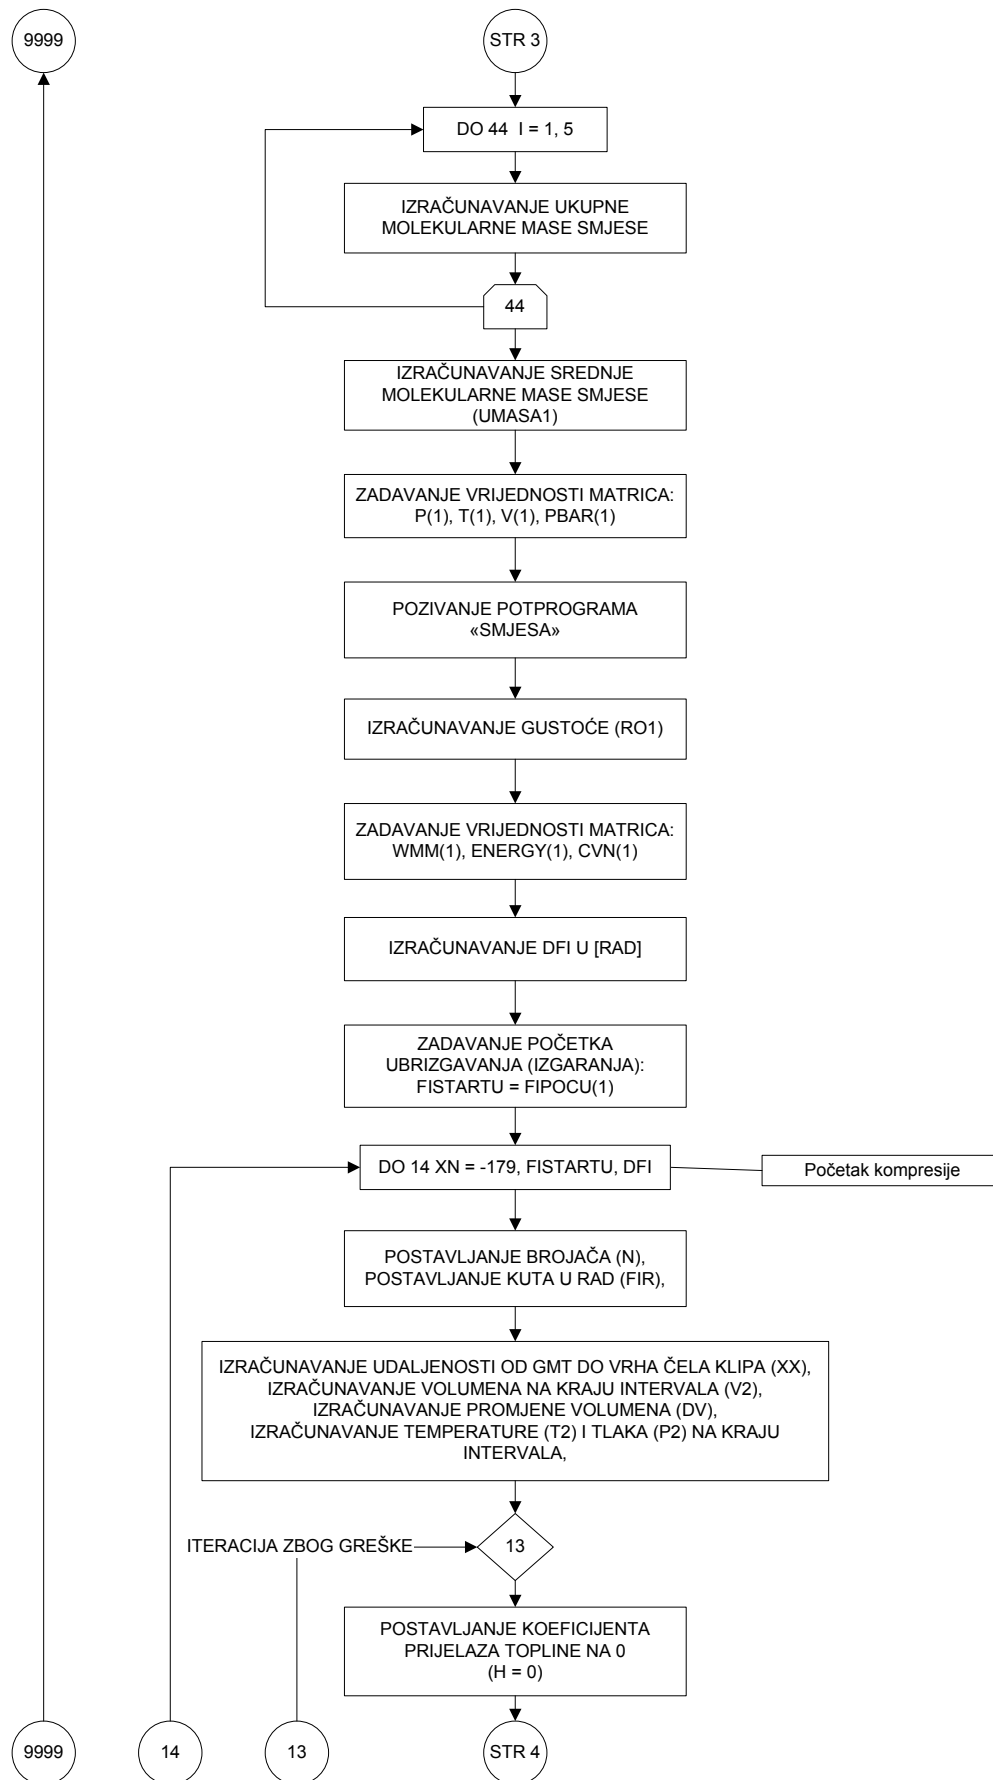 9999
STR 3
DO 44  I = 1, 5
IZRAČUNAVANJE UKUPNE
MOLEKULARNE MASE SMJESE
44
IZRAČUNAVANJE SREDNJE
MOLEKULARNE MASE SMJESE
(UMASA1)
ZADAVANJE VRIJEDNOSTI MATRICA:
P(1), T(1), V(1), PBAR(1)
POZIVANJE POTPROGRAMA
«SMJESA»
IZRAČUNAVANJE GUSTOĆE (RO1)
ZADAVANJE VRIJEDNOSTI MATRICA:
WMM(1), ENERGY(1), CVN(1)
IZRAČUNAVANJE DFI U [RAD]
ZADAVANJE POČETKA
UBRIZGAVANJA (IZGARANJA):
FISTARTU = FIPOCU(1)
DO 14 XN = -179, FISTARTU, DFI
Početak kompresije
POSTAVLJANJE BROJAČA (N),
POSTAVLJANJE KUTA U RAD (FIR),
IZRAČUNAVANJE UDALJENOSTI OD GMT DO VRHA ČELA KLIPA (XX),
IZRAČUNAVANJE VOLUMENA NA KRAJU INTERVALA (V2),
IZRAČUNAVANJE PROMJENE VOLUMENA (DV),
IZRAČUNAVANJE TEMPERATURE (T2) I TLAKA (P2) NA KRAJU
INTERVALA,
ITERACIJA ZBOG GREŠKE
13
POSTAVLJANJE KOEFICIJENTA
PRIJELAZA TOPLINE NA 0
(H = 0)
9999
14
13
STR 4